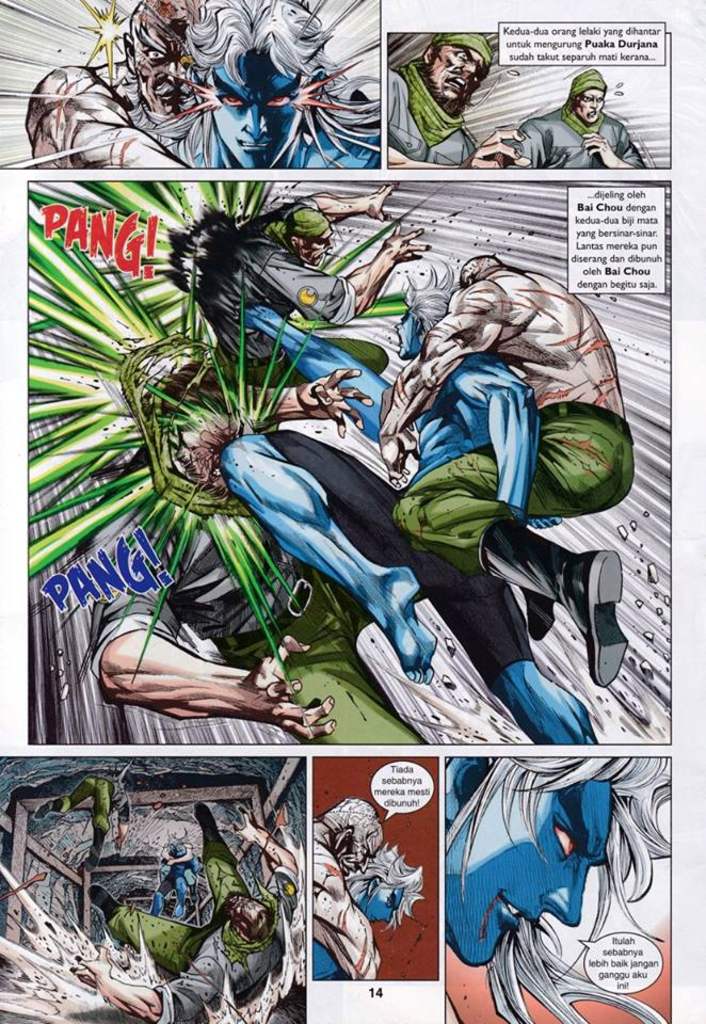 Kedua-dua orang lelaki yang dihantar
untuk mengurung Puaka Durjana
sudah takut separuh mati kerana...
...dijeling oleh
Bai Chou dengan
kedua-dua biji mata
yang bersinar-sinar.
Lantas mereka pun
diserang dan dibunuh
oleh Bai Chou
dengan begitu saja.
PANG!
PANG!
Tiada
sebabnya
mereka mesti
dibunuh!
Itulah
sebabnya
lebih baik jangan
ganggu aku
ini!
14